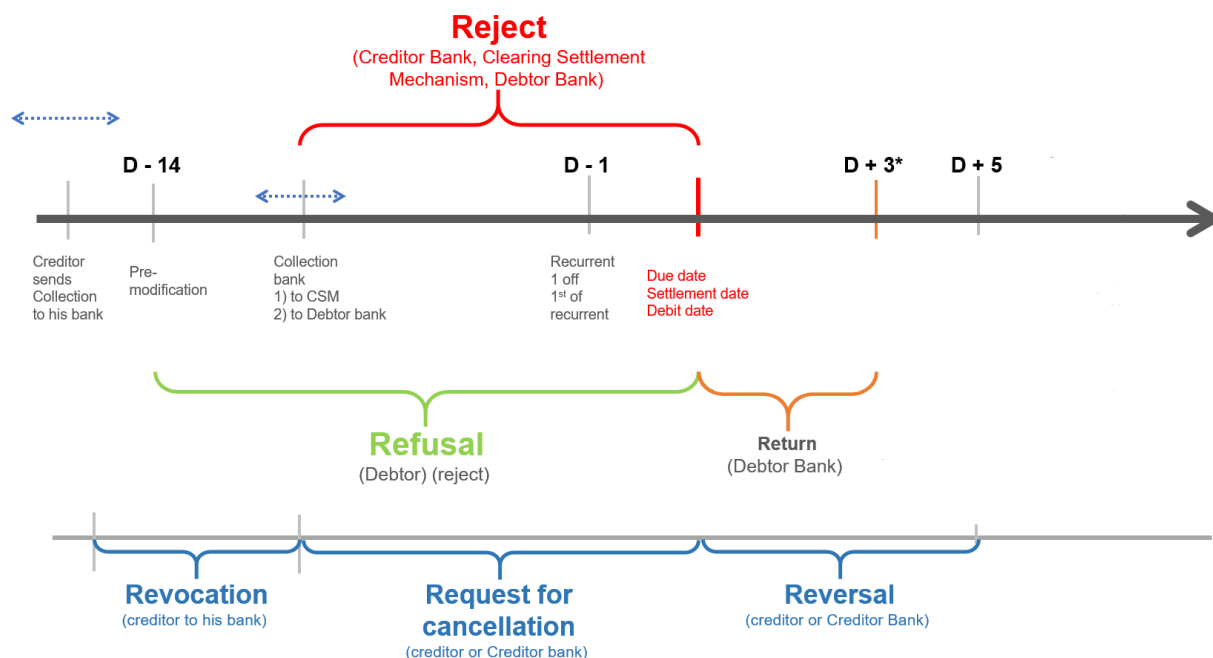 Reject
(Creditor Bank, Clearing Settlement
Mechanism, Debtor Bank)
D - 14
D - 1
D + 3*
D + 5
Creditor
sends
Collection
to his bank
Pre-
modification
Collection
bank
1) to CSM
2) to Debtor bank
Recurrent
1 off
1st of
recurrent
Due date
Settlement date
Debit date
Refusal
(Debtor) (reject)
Return
(Debtor Bank)
Revocation
(creditor to his bank)
Request for
cancellation
(creditor or Creditor bank)
Reversal
(creditor or Creditor Bank)